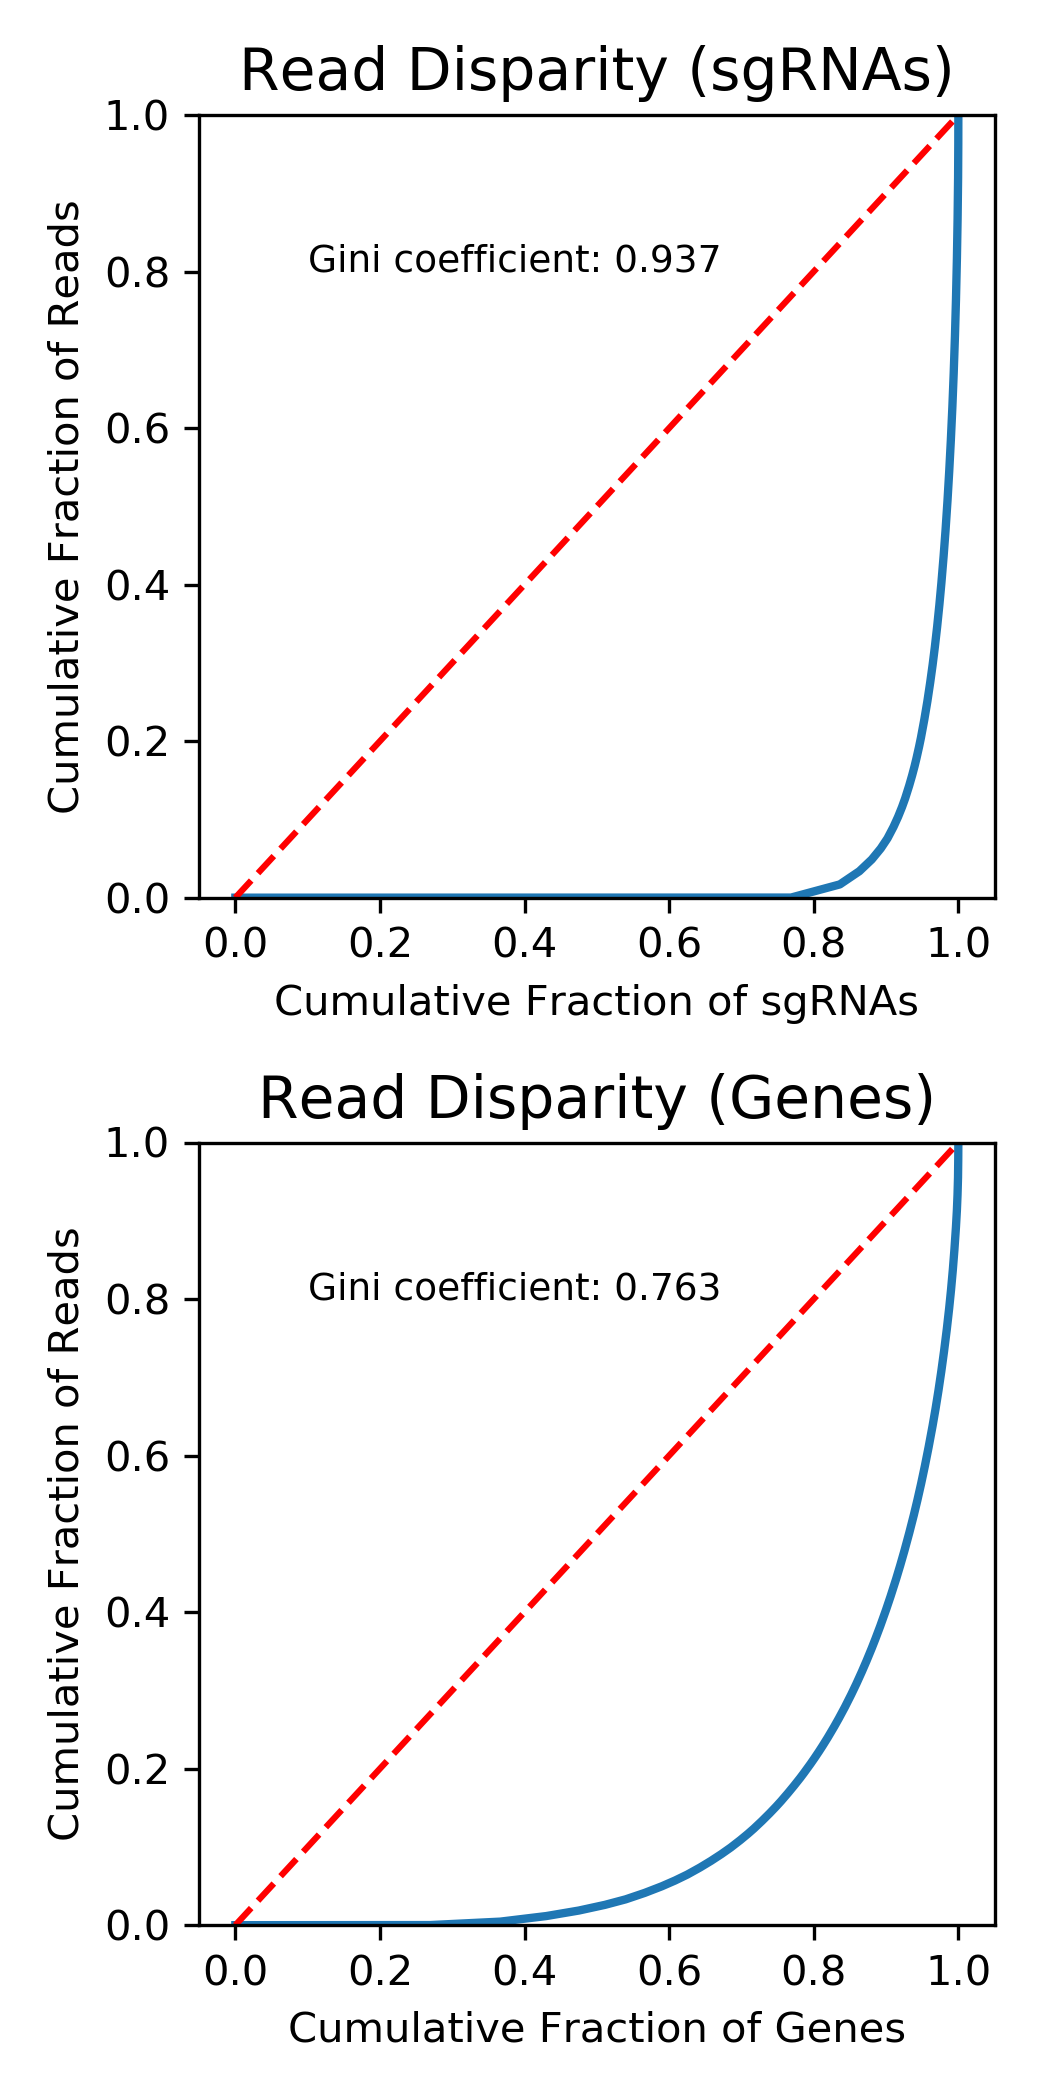 Read Disparity (sgRNAs)
1.0
0.8
0.6
0.4
0.2
0.0
Cumulative Fraction of Reads
Gini coefficient: 0.937
0.0 0.2 0.4 0.6 0.8 1.0
Cumulative Fraction of sgRNAs
Read Disparity (Genes)
1.0
0.8
0.6
0.4
0.2
0.0
Cumulative Fraction of Reads
Gini coefficient: 0.763
0.0 0.2 0.4 0.6 0.8 1.0
Cumulative Fraction of Genes